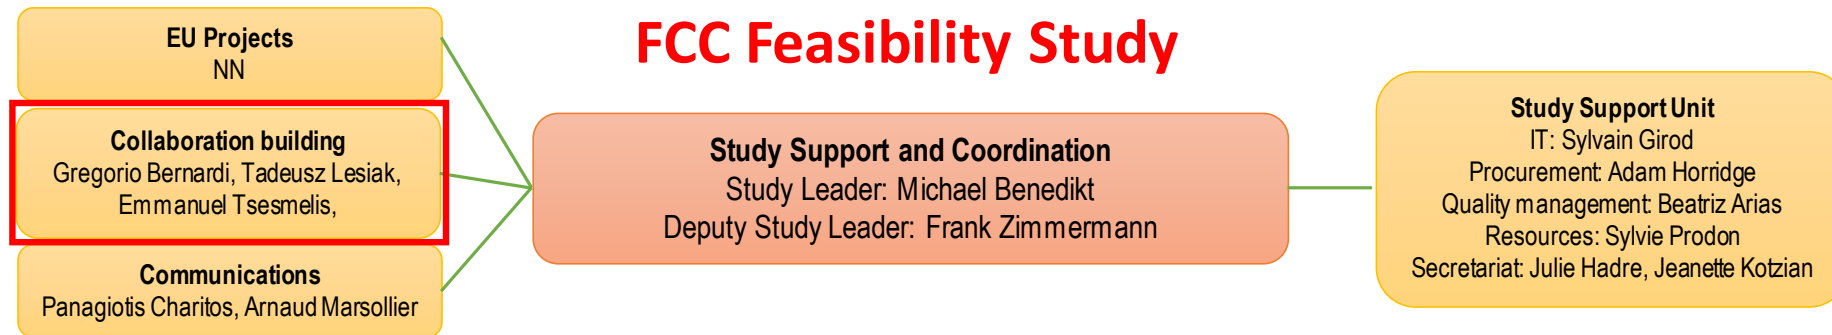 FCC Feasibility Study
EU Projects
NN
Collaboration building
Gregorio Bernardi, Tadeusz Lesiak,
Emmanuel Tsesmelis,
Communications
Panagiotis Charitos, Arnaud Marsollier
Study Support and Coordination
Study Leader: Michael Benedikt
Deputy Study Leader: Frank Zimmermann
Study Support Unit
IT: Sylvain Girod
Procurement: Adam Horridge
Quality management: Beatriz Arias
Resources: Sylvie Prodon
Secretariat: Julie Hadre, Jeanette Kotzian